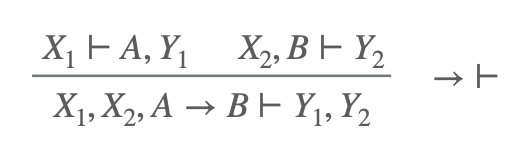 X₁ ⊢ A, Y₁ X₂, B ⊢ Y₂
→ ⊢
X₁, X₂, A → B ⊢ Y₁, Y₂